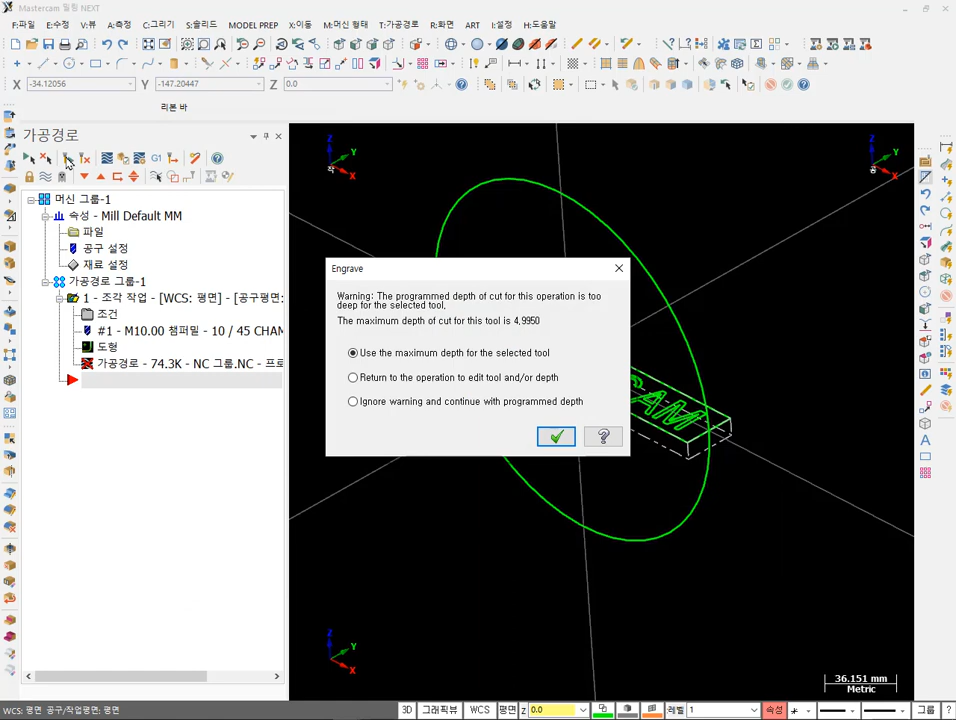 Mastercam 밀링 NEXT
F:파일 E:수정 V:뷰 A:측정 C:그리기 S:솔리드 MODEL PREP X:이동 M:머신 형태 T:가공경로 R:화면 ART I:설정 H:도움말
X -34.12056 Y -147.20447 Z 0.0
리본 바
가공경로
G1
머신 그룹-1
속성 - Mill Default MM
파일
공구 설정
재료 설정
가공경로 그룹-1
1 - 조각 작업 - [WCS: 평면] - [공구평면:
조건
#1 - M10.00 챔퍼밀 - 10 / 45 CHAM
도형
가공경로 - 74.3K - NC 그룹.NC - 프로
Z Y X
Z Y X
Engrave
Warning: The programmed depth of cut for this operation is too
deep for the selected tool.
The maximum depth of cut for this tool is 4.9950
Use the maximum depth for the selected tool
Return to the operation to edit tool and/or depth
Ignore warning and continue with programmed depth
CAM
Z Y X
36.151 mm
Metric
WCS: 평면 공구/작업평면: 평면
3D 그래픽뷰 WCS 평면 Z 0.0 레벨 1 속성 그룹 ?